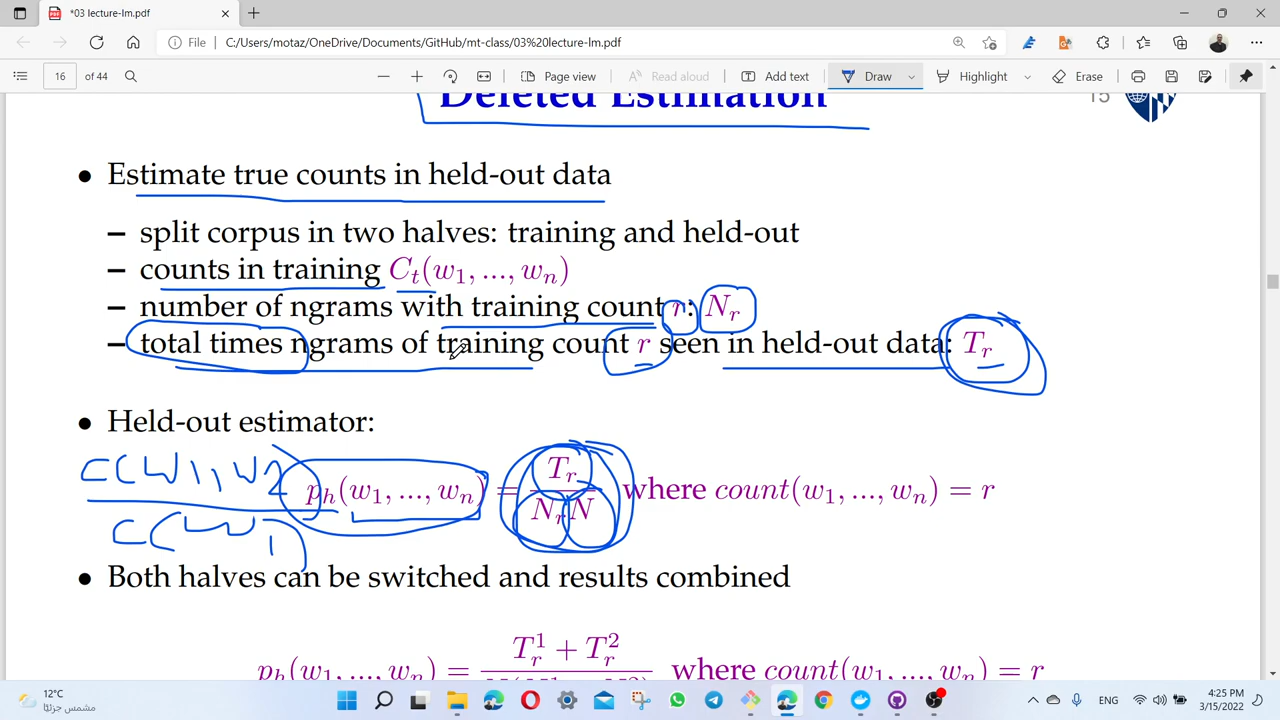 *03 lecture-lm.pdf
File C:/Users/motaz/OneDrive/Documents/GitHub/mt-class/03%20lecture-lm.pdf
16 of 44 Page view Read aloud Add text Draw Highlight Erase
Deleted Estimation 15
● Estimate true counts in held-out data
– split corpus in two halves: training and held-out
– counts in training C_t(w_1, ..., w_n)
– number of ngrams with training count r: N_r
– total times ngrams of training count r seen in held-out data: T_r
● Held-out estimator:
C(W1,W2
C(W1)
p_h(w_1, ..., w_n) = T_r / N_r N where count(w_1, ..., w_n) = r
● Both halves can be switched and results combined
p_h(w_1, ..., w_n) = T_r^1 + T_r^2 where count(w_1, ..., w_n) = r
12°C
مشمس جزئيًا
ENG
4:25 PM
3/15/2022